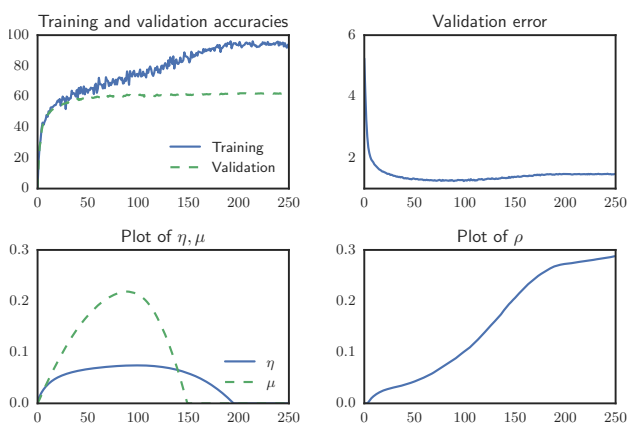 Training and validation accuracies
100
80
60
40
20
0
0 50 100 150 200 250
Training
Validation
Validation error
6
4
2
0 50 100 150 200 250
Plot of η, μ
0.3
0.2
0.1
0.0
0 50 100 150 200 250
η
μ
Plot of ρ
0.3
0.2
0.1
0.0
0 50 100 150 200 250